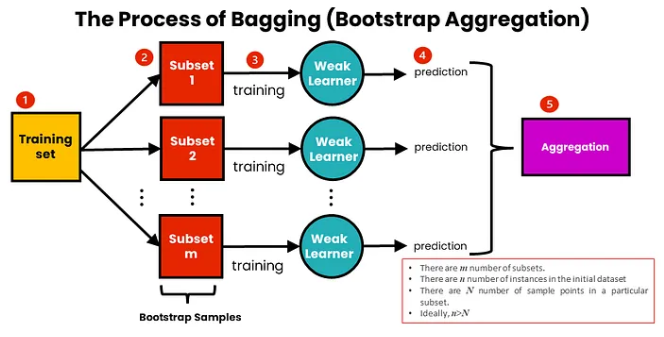 The Process of Bagging (Bootstrap Aggregation)
1
Training
set
2
Subset
1
3
training
Weak
Learner
4
prediction
Subset
2
training
Weak
Learner
prediction
Subset
m
training
Weak
Learner
prediction
5
Aggregation
Bootstrap Samples
• There are m number of subsets.
• There are n number of instances in the initial dataset
• There are N number of sample points in a particular
subset.
• Ideally, n>N